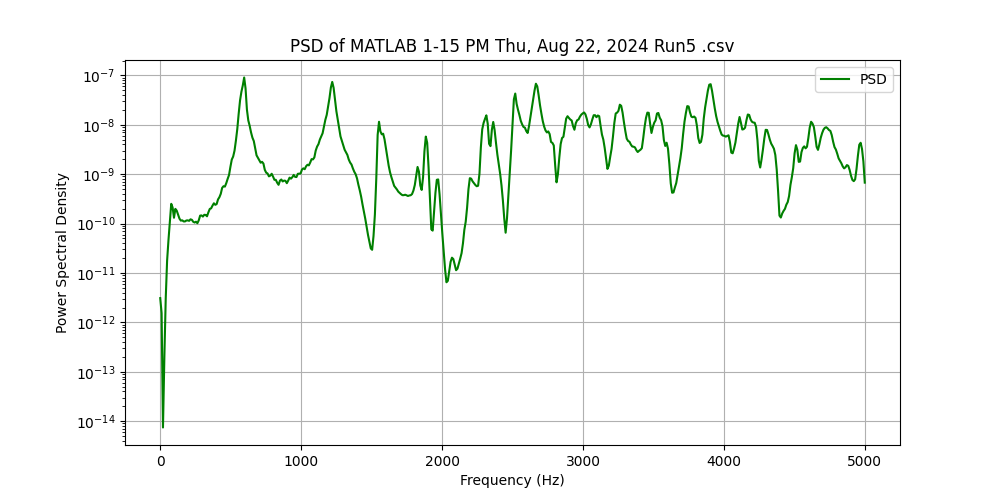 PSD of MATLAB 1-15 PM Thu, Aug 22, 2024 Run5 .csv
PSD
Power Spectral Density
10⁻⁷
10⁻⁸
10⁻⁹
10⁻¹⁰
10⁻¹¹
10⁻¹²
10⁻¹³
10⁻¹⁴
0 1000 2000 3000 4000 5000
Frequency (Hz)